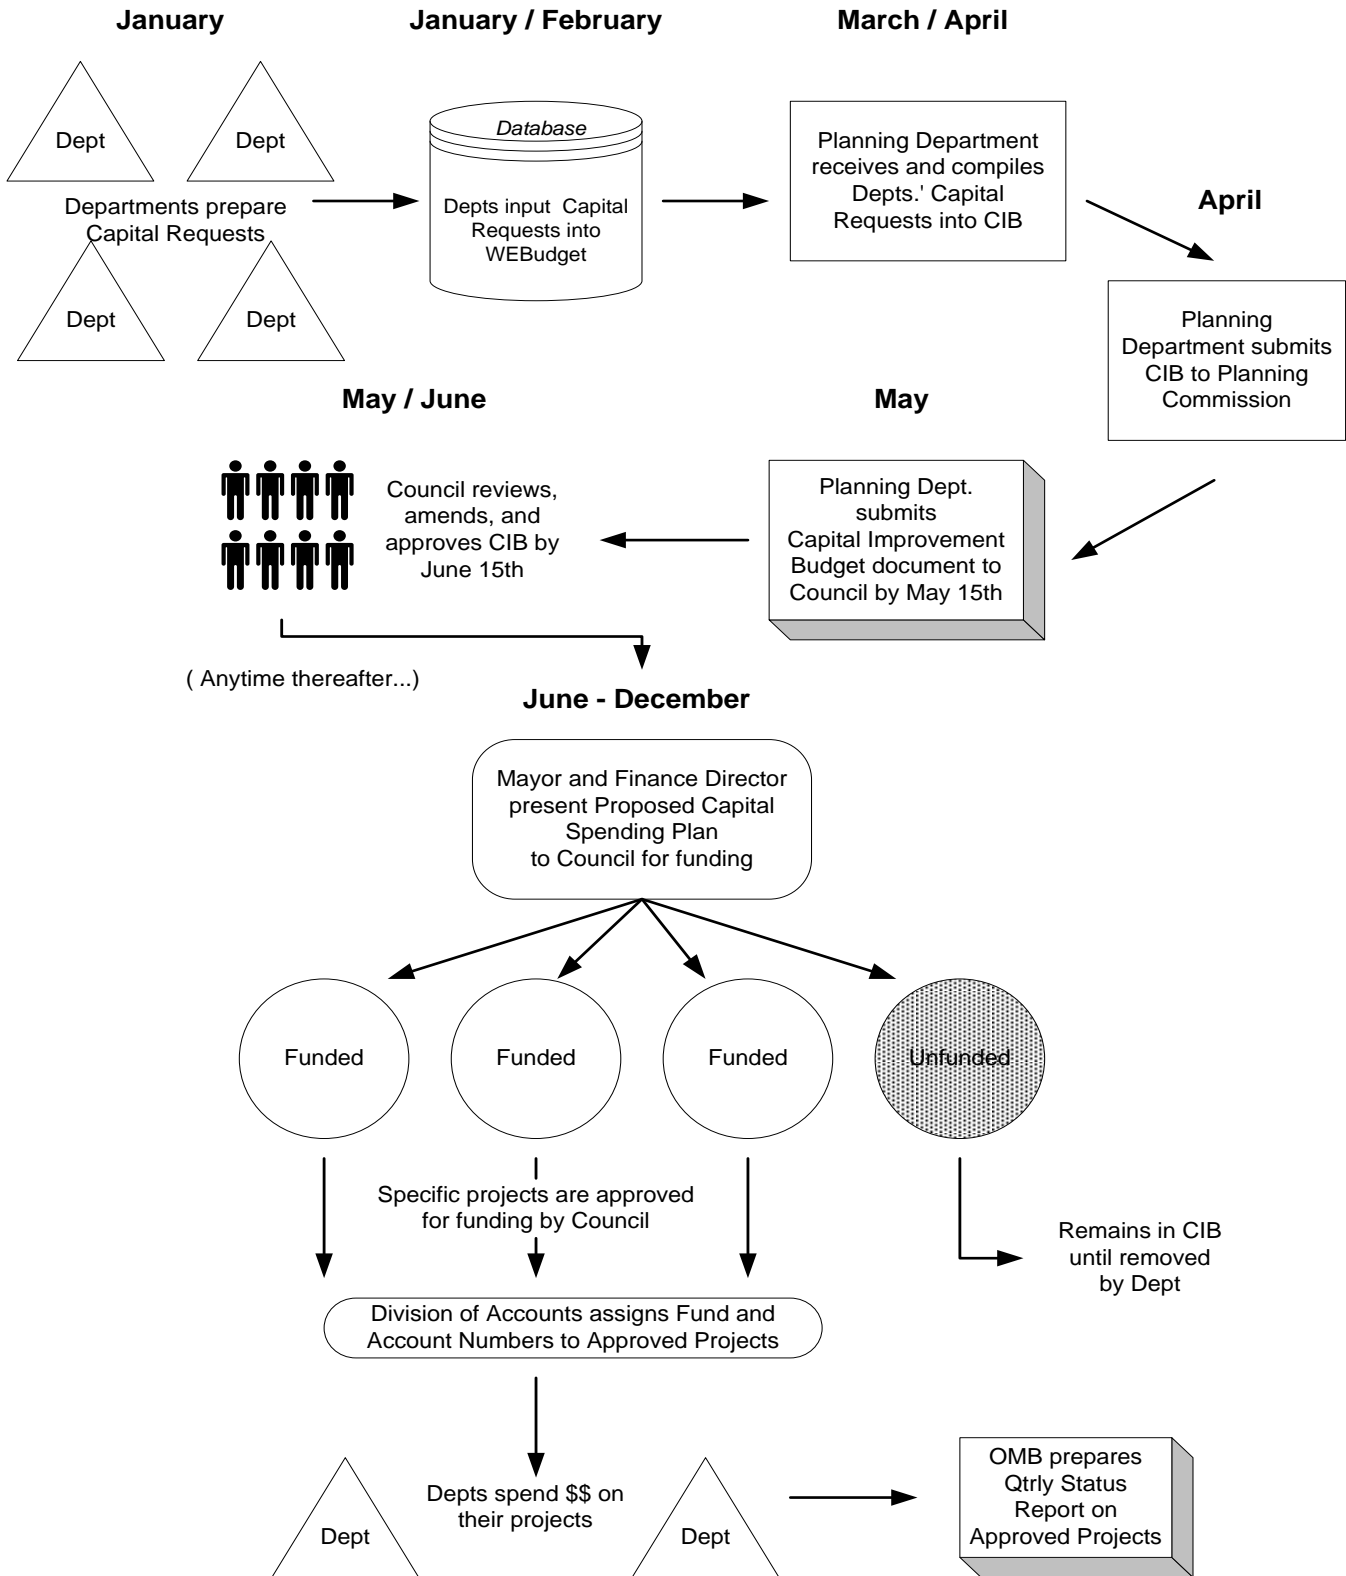 January
January / February
March / April
Dept
Dept
Departments prepare
Capital Requests
Dept
Dept
Database
Depts input Capital
Requests into
WEBudget
Planning Department
receives and compiles
Depts.' Capital
Requests into CIB
April
Planning
Department submits
CIB to Planning
Commission
May / June
May
Council reviews,
amends, and
approves CIB by
June 15th
Planning Dept.
submits
Capital Improvement
Budget document to
Council by May 15th
( Anytime thereafter...)
June - December
Mayor and Finance Director
present Proposed Capital
Spending Plan
to Council for funding
Funded
Funded
Funded
Unfunded
Specific projects are approved
for funding by Council
Remains in CIB
until removed
by Dept
Division of Accounts assigns Fund and
Account Numbers to Approved Projects
Dept
Depts spend $$ on
their projects
Dept
OMB prepares
Qtrly Status
Report on
Approved Projects